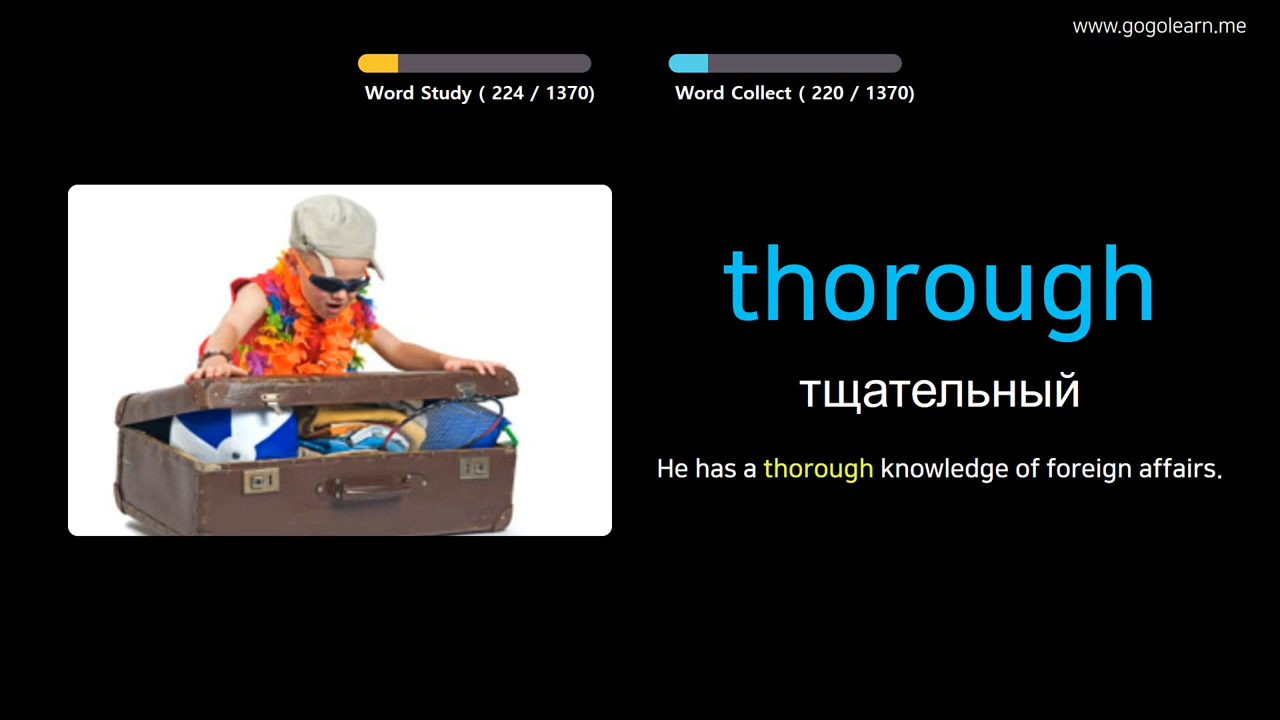 www.gogolearn.me
Word Study ( 224 / 1370)
Word Collect ( 220 / 1370)
thorough
тщательный
He has a thorough knowledge of foreign affairs.